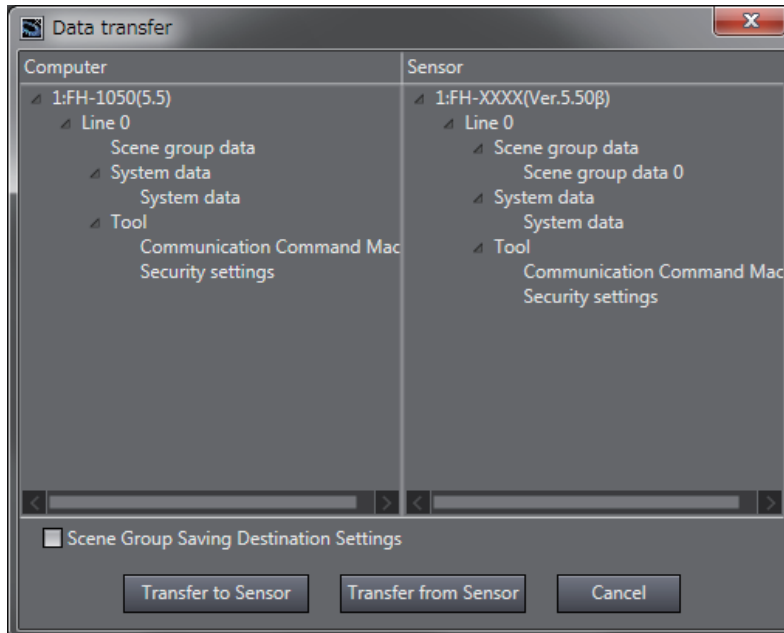 Data transfer
Computer
1:FH-1050(5.5)
Line 0
Scene group data
System data
System data
Tool
Communication Command Mac
Security settings
Sensor
1:FH-XXXX(Ver.5.50β)
Line 0
Scene group data
Scene group data 0
System data
System data
Tool
Communication Command Mac
Security settings
Scene Group Saving Destination Settings
Transfer to Sensor
Transfer from Sensor
Cancel